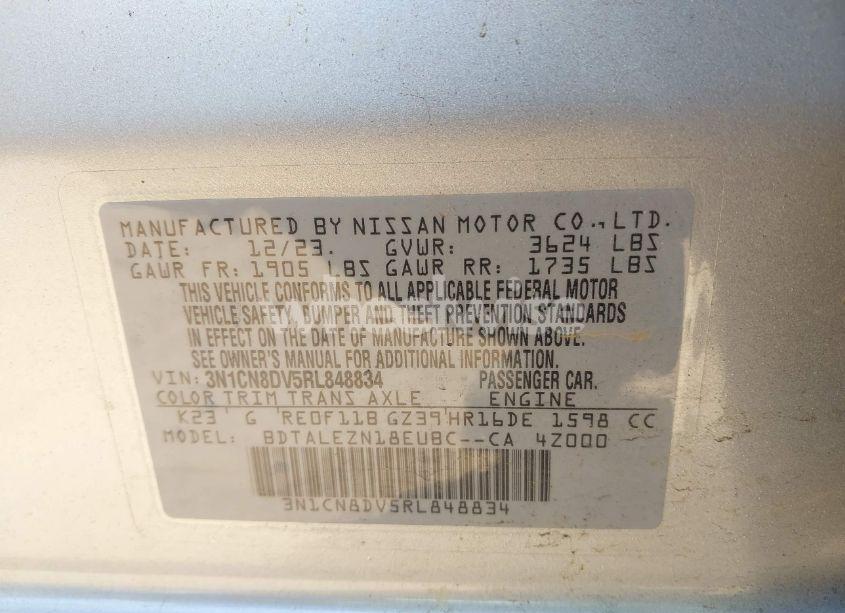 MANUFACTURED BY NISSAN MOTOR CO., LTD.
DATE: 12/23. GVWR: 3624 LBS
GAWR FR: 1905 LBS GAWR RR: 1735 LBS
THIS VEHICLE CONFORMS TO ALL APPLICABLE FEDERAL MOTOR
VEHICLE SAFETY, BUMPER AND THEFT PREVENTION STANDARDS
IN EFFECT ON THE DATE OF MANUFACTURE SHOWN ABOVE.
SEE OWNER'S MANUAL FOR ADDITIONAL INFORMATION.
VIN: 3N1CN8DV5RL848834 PASSENGER CAR.
COLOR TRIM TRANS AXLE ENGINE
K23 G RE0F11B GZ39 HR16DE 1598 CC
MODEL: BDTALEZN18EUBC--CA 4Z000
3N1CN8DV5RL848834